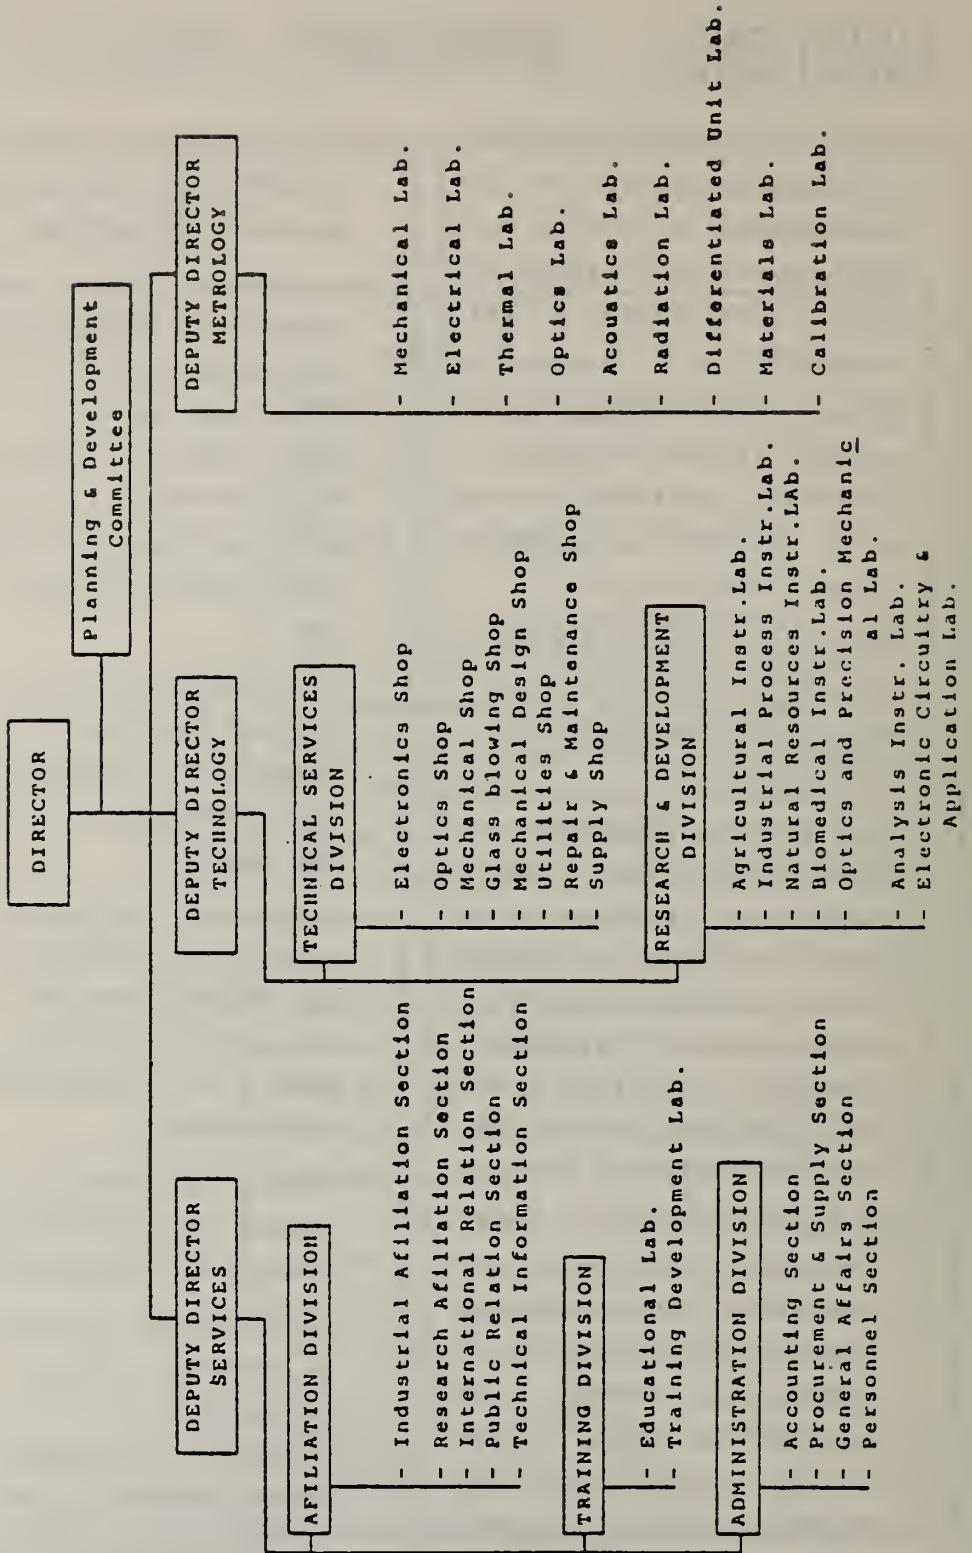 DIRECTOR
Planning & Development
Committee
DEPUTY DIRECTOR
SERVICES
DEPUTY DIRECTOR
TECHNOLOGY
DEPUTY DIRECTOR
METROLOGY
AFILIATION DIVISION
- Industrial Afiliation Section
- Research Afiliation Section
- International Relation Section
- Public Relation Section
- Technical Information Section
TRAINING DIVISION
- Educational Lab.
- Training Development Lab.
ADMINISTRATION DIVISION
- Accounting Section
- Procurement & Supply Section
- General Affairs Section
- Personnel Section
TECHNICAL SERVICES
DIVISION
- Electronics Shop
- Optics Shop
- Mechanical Shop
- Glass blowing Shop
- Mechanical Design Shop
- Utilities Shop
- Repair & Maintenance Shop
- Supply Shop
RESEARCH & DEVELOPMENT
DIVISION
- Agricultural Instr.Lab.
- Industrial Process Instr.Lab.
- Natural Resources Instr.LAb.
- Biomedical Instr.Lab.
- Optics and Precision Mechanic
al Lab.
- Analysis Instr. Lab.
- Electronic Circuitry &
Application Lab.
- Mechanical Lab.
- Electrical Lab.
- Thermal Lab.
- Optics Lab.
- Acouatics Lab.
- Radiation Lab.
- Differentiated Unit Lab.
- Materials Lab.
- Calibration Lab.